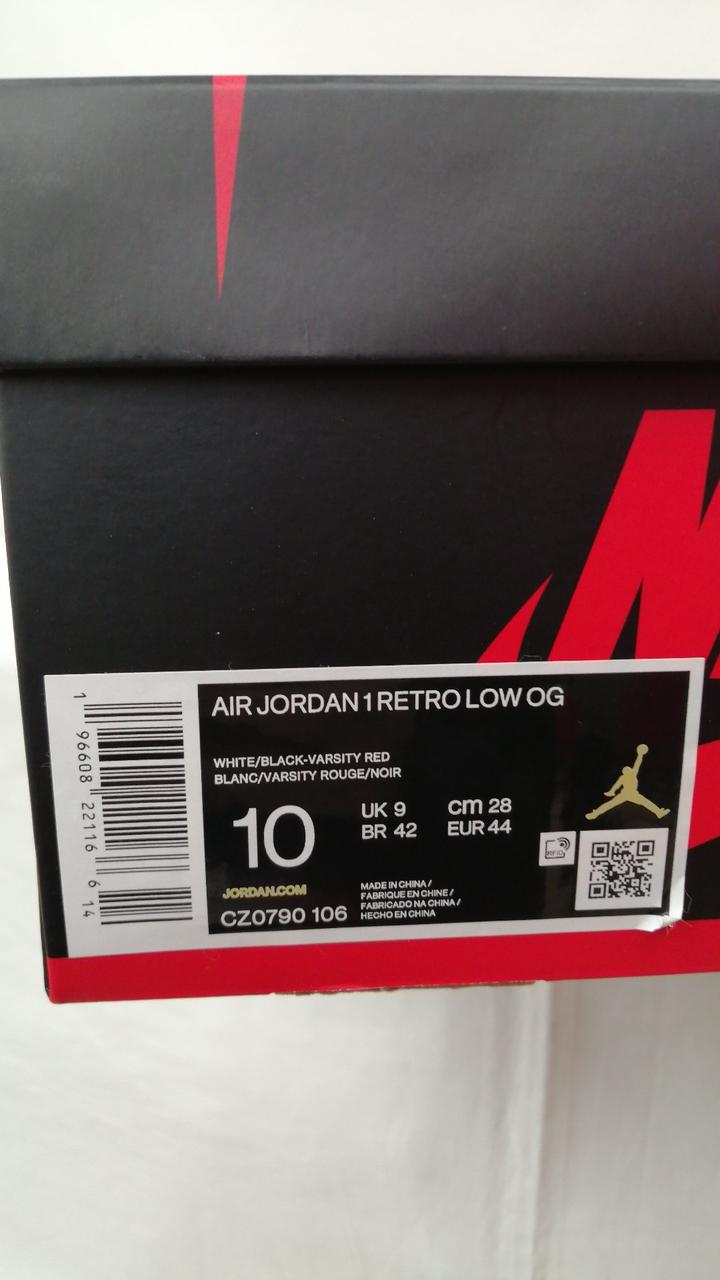 AIR JORDAN 1 RETRO LOW OG
WHITE/BLACK-VARSITY RED
BLANC/VARSITY ROUGE/NOIR
10
UK 9
cm 28
BR 42
EUR 44
JORDAN.COM
CZ0790 106
MADE IN CHINA /
FABRIQUE EN CHINE /
FABRICADO NA CHINA /
HECHO EN CHINA
RFID
1 96608 22116 6 14